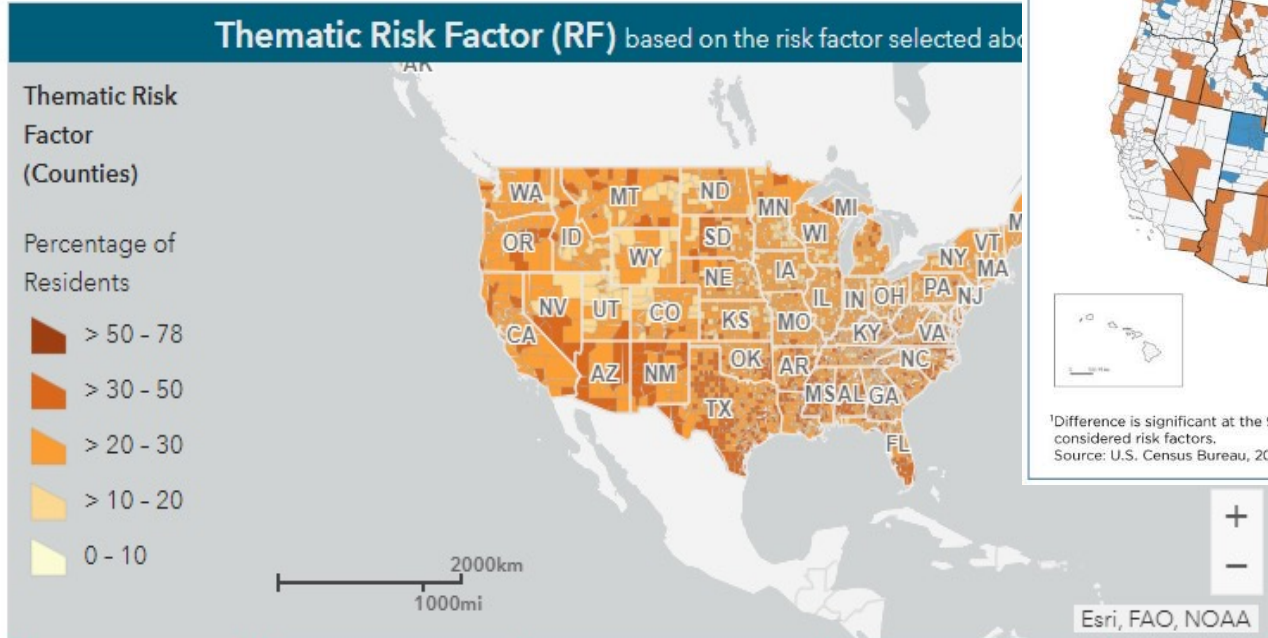 Thematic Risk Factor (RF) based on the risk factor selected abo
AK
Thematic Risk
Factor
(Counties)
Percentage of
Residents
> 50 - 78
> 30 - 50
> 20 - 30
> 10 - 20
0 - 10
WA
MT
ND
MN
MI
OR
ID
SD
WI
VT
M
WY
NY
MA
NE
IA
PA
NJ
NV
UT
CO
IL
IN
OH
CA
KS
MO
KY
VA
AZ
NM
OK
AR
NC
TX
MS
AL
GA
FL
2000km
1000mi
¹Difference is significant at the 9
considered risk factors.
Source: U.S. Census Bureau, 20
+
−
Esri, FAO, NOAA